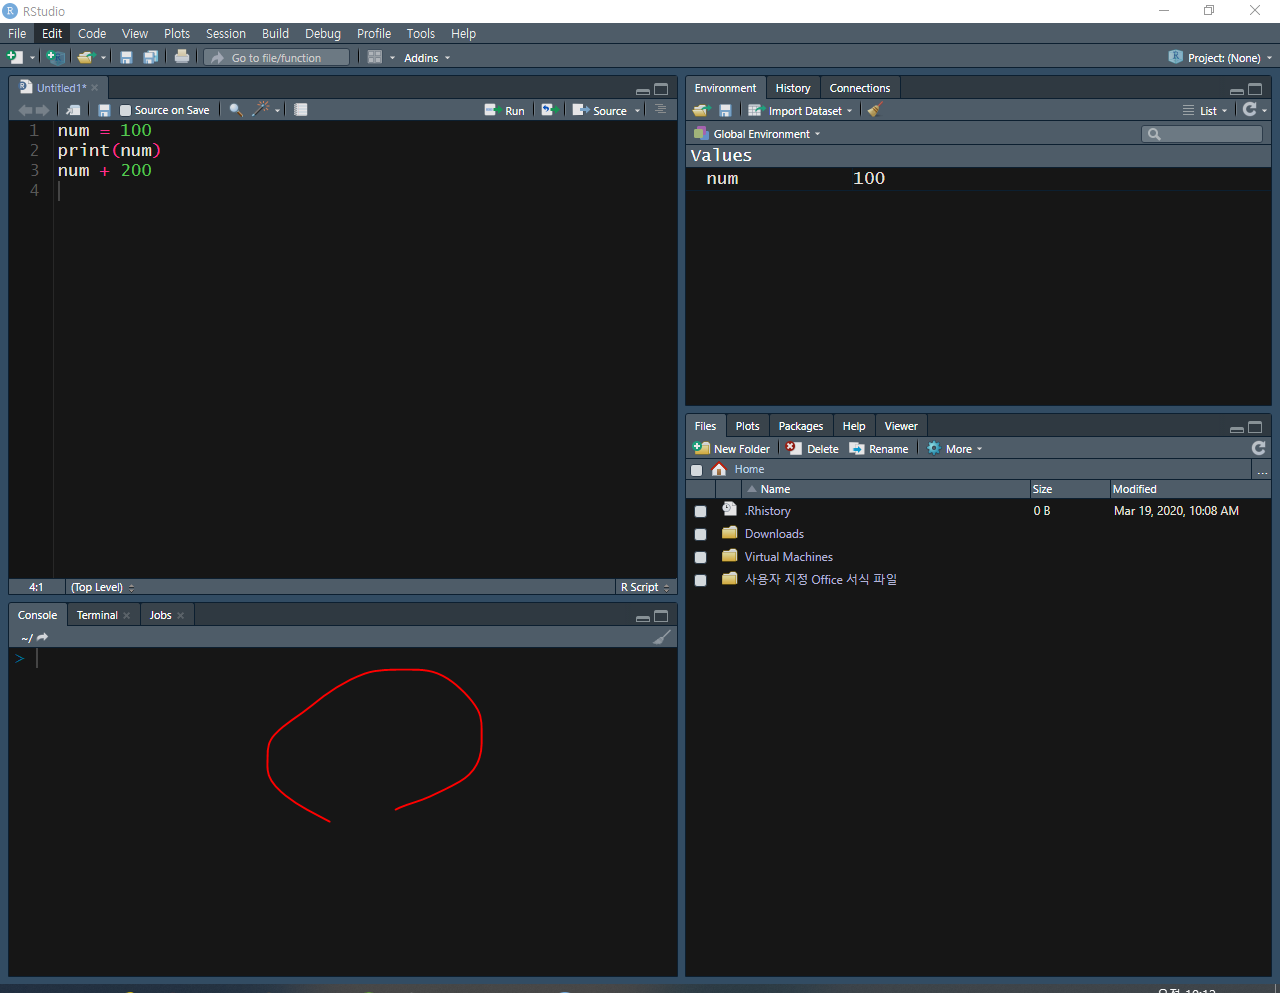 RStudio
File Edit Code View Plots Session Build Debug Profile Tools Help
Go to file/function Addins Project: (None)
Untitled1*
Source on Save Run Source
1 num = 100
2 print(num)
3 num + 200
4
4:1 (Top Level) R Script
Console Terminal Jobs
~/
>
Environment History Connections
Import Dataset List
Global Environment
Values
num 100
Files Plots Packages Help Viewer
New Folder Delete Rename More
Home ...
Name Size Modified
.Rhistory 0 B Mar 19, 2020, 10:08 AM
Downloads
Virtual Machines
사용자 지정 Office 서식 파일